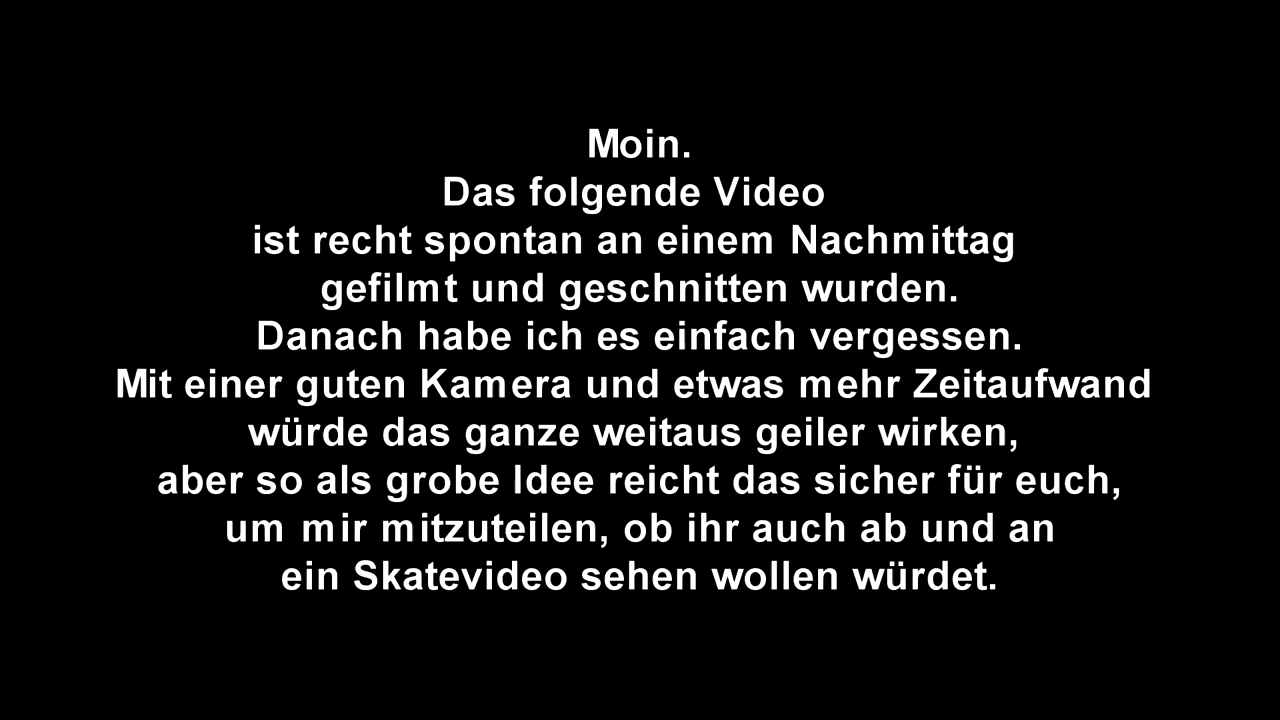 Moin.
Das folgende Video
ist recht spontan an einem Nachmittag
gefilmt und geschnitten wurden.
Danach habe ich es einfach vergessen.
Mit einer guten Kamera und etwas mehr Zeitaufwand
würde das ganze weitaus geiler wirken,
aber so als grobe Idee reicht das sicher für euch,
um mir mitzuteilen, ob ihr auch ab und an
ein Skatevideo sehen wollen würdet.